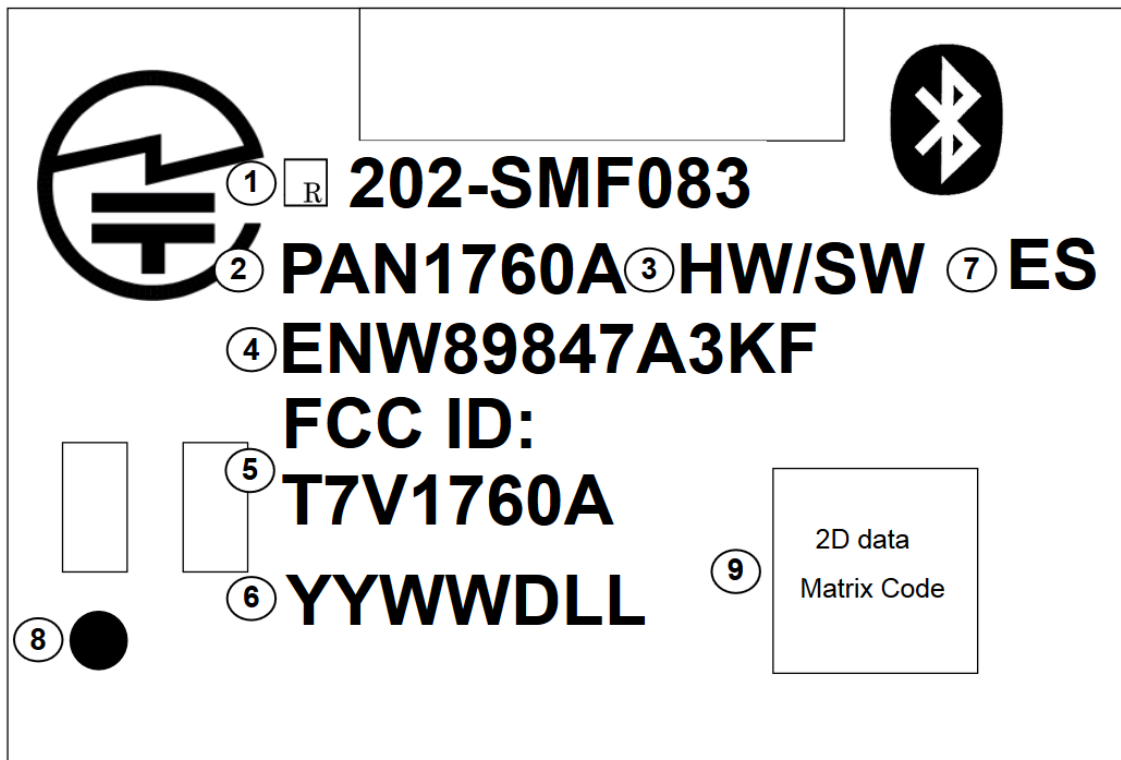 1 R 202-SMF083
2 PAN1760A 3 HW/SW 7 ES
4 ENW89847A3KF
FCC ID:
5
T7V1760A
2D data
9
Matrix Code
6 YYWWDLL
8